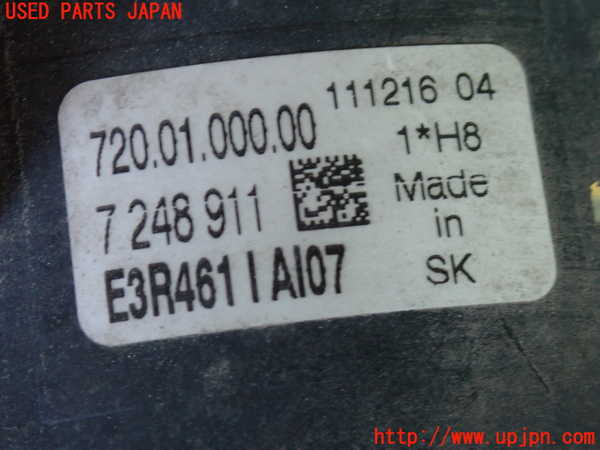 USED PARTS JAPAN
111216 04
720.01.000.00
1*H8
7 248 911
Made
in
E3R461 I AI07
SK
http://www.upjpn.com/